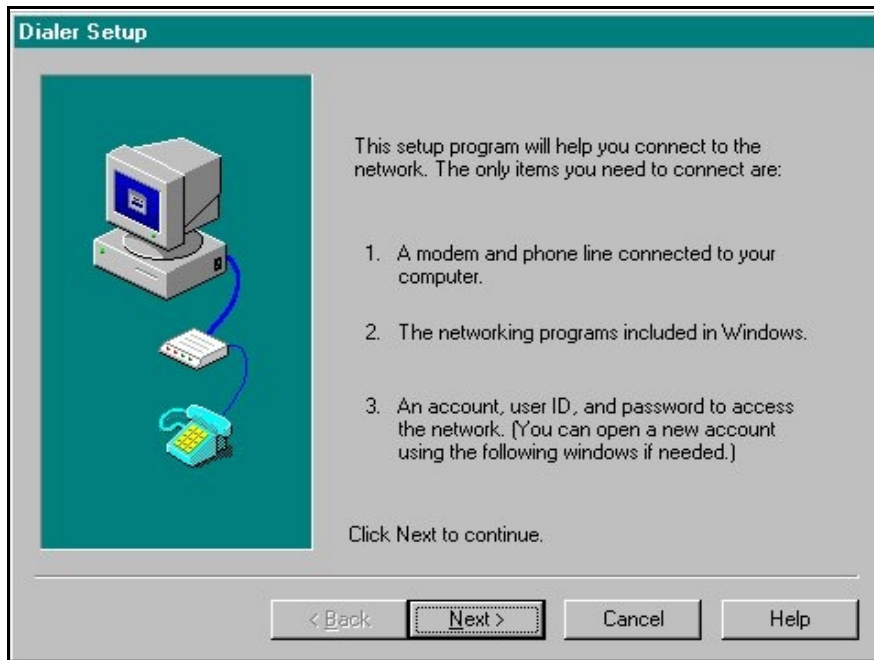 Dialer Setup
This setup program will help you connect to the
network. The only items you need to connect are:
1. A modem and phone line connected to your
computer.
2. The networking programs included in Windows.
3. An account, user ID, and password to access
the network. (You can open a new account
using the following windows if needed.)
Click Next to continue.
< Back
Next >
Cancel
Help